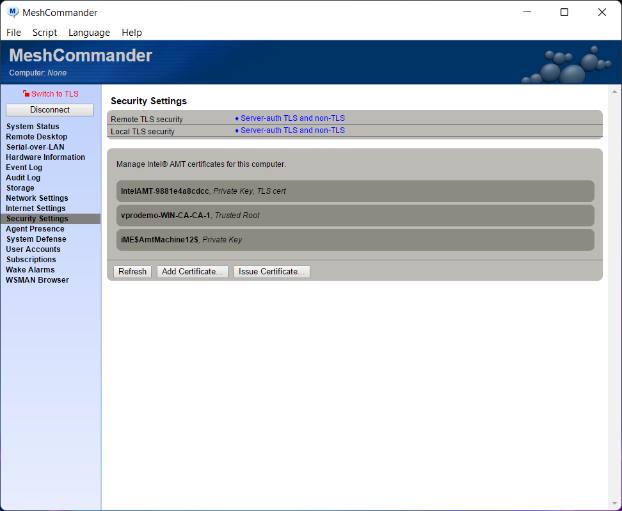 MeshCommander
File Script Language Help
MeshCommander
Computer: None
Switch to TLS
Disconnect
System Status
Remote Desktop
Serial-over-LAN
Hardware Information
Event Log
Audit Log
Storage
Network Settings
Internet Settings
Security Settings
Agent Presence
System Defense
User Accounts
Subscriptions
Wake Alarms
WSMAN Browser
Security Settings
Remote TLS security ♦ Server-auth TLS and non-TLS
Local TLS security ♦ Server-auth TLS and non-TLS
Manage Intel® AMT certificates for this computer.
IntelAMT-9881e4a8cdcc, Private Key, TLS cert
vprodemo-WIN-CA-CA-1, Trusted Root
iME$AmtMachine12$, Private Key
Refresh Add Certificate... Issue Certificate...